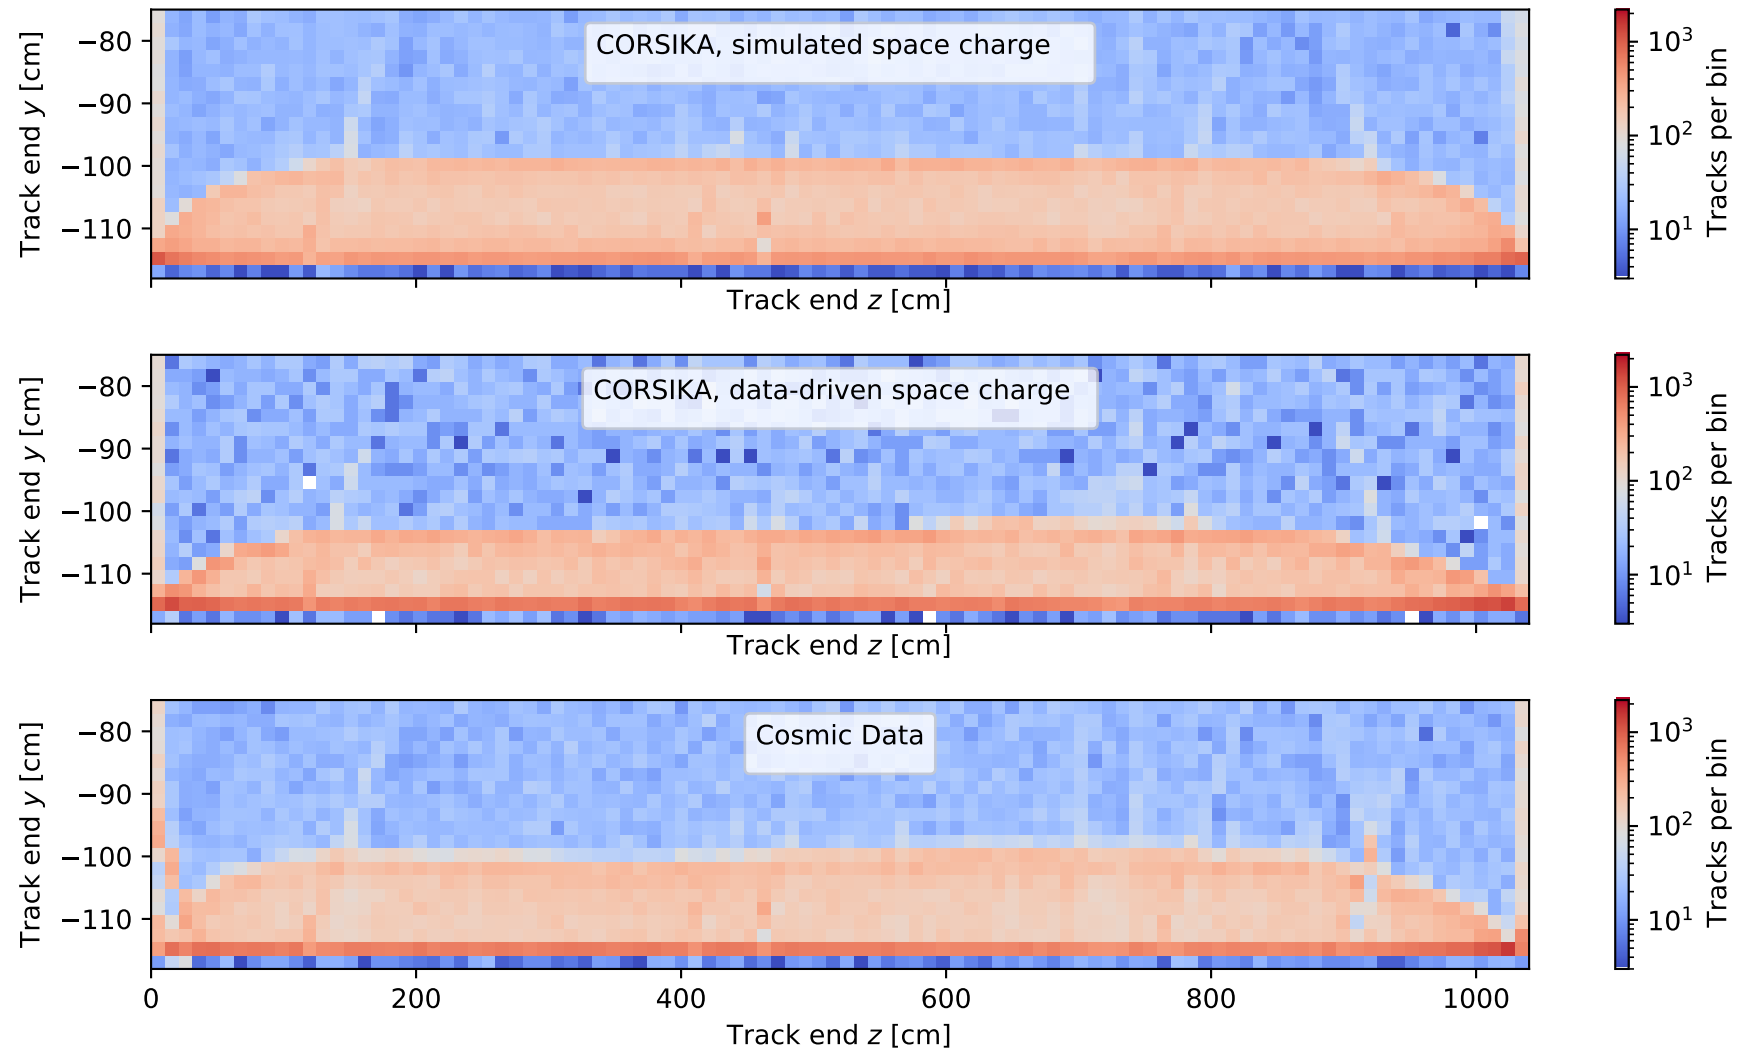 CORSIKA, simulated space charge
Track end y [cm]
−80
−90
−100
−110
Track end z [cm]
10³
10²
10¹
Tracks per bin
CORSIKA, data-driven space charge
Track end y [cm]
−80
−90
−100
−110
Track end z [cm]
10³
10²
10¹
Tracks per bin
Cosmic Data
Track end y [cm]
−80
−90
−100
−110
0 200 400 600 800 1000
Track end z [cm]
10³
10²
10¹
Tracks per bin